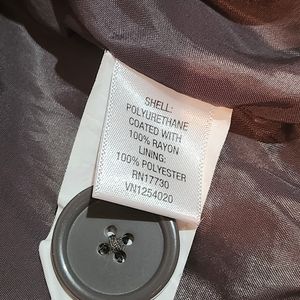 SHELL:
POLYURETHANE
COATED WITH
100% RAYON
LINING:
100% POLYESTER
RN17730
VN1254020